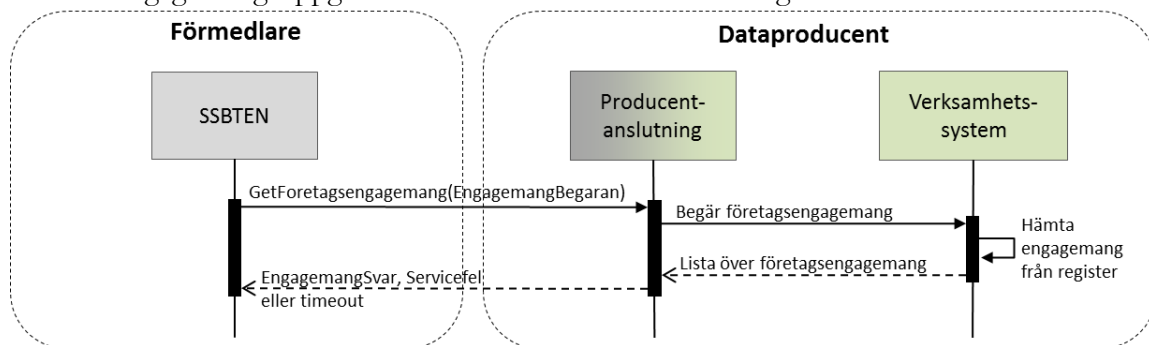 Förmedlare
Dataproducent
SSBTEN
Producent-
anslutning
Verksamhets-
system
GetForetagsengagemang(EngagemangBegaran)
Begär företagsengagemang
Hämta
engagemang
från register
Lista över företagsengagemang
EngagemangSvar, Servicefel
eller timeout